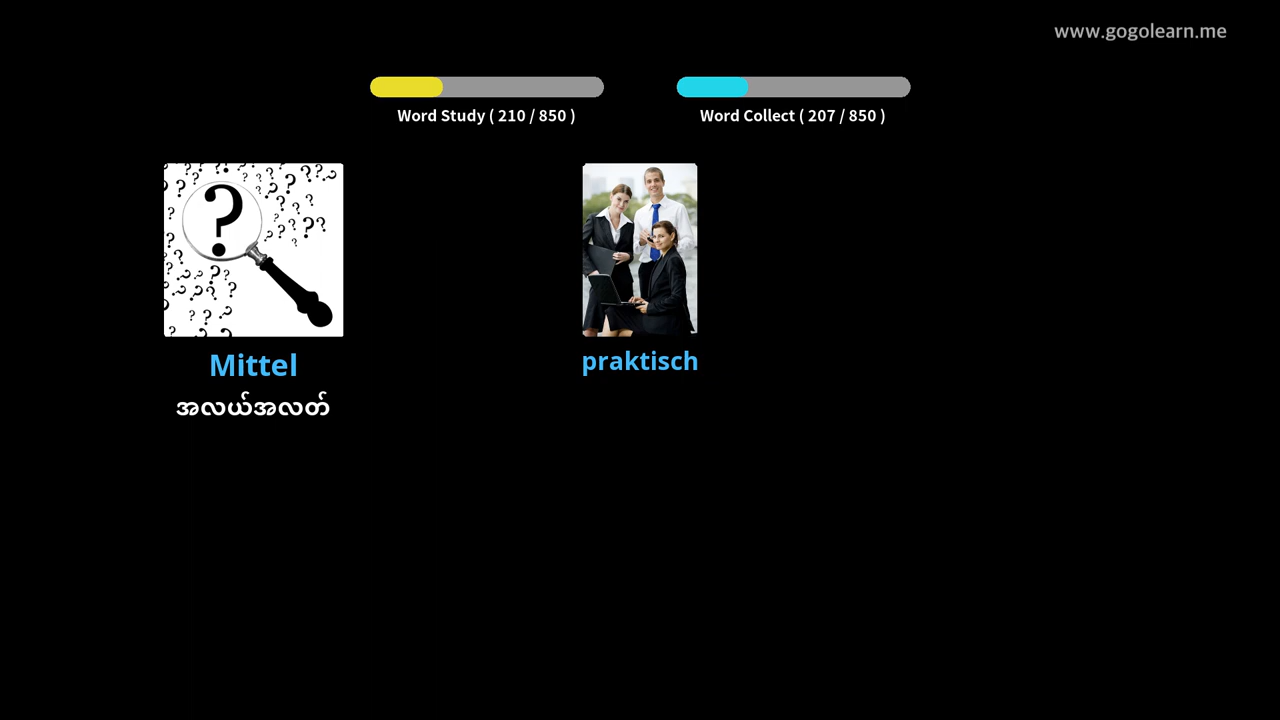 www.gogolearn.me
Word Study ( 210 / 850 )
Word Collect ( 207 / 850 )
Mittel
praktisch
အလယ်အလတ်